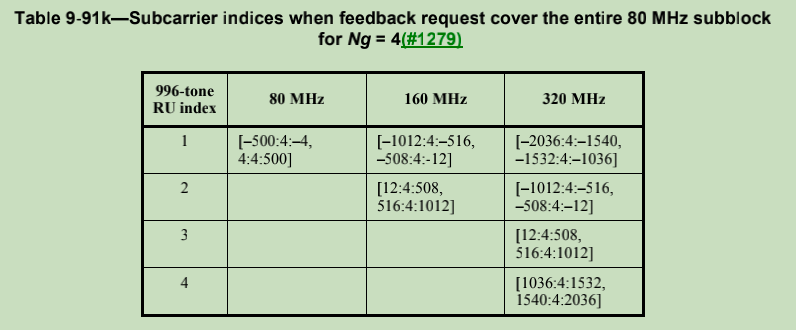 Table 9-91k—Subcarrier indices when feedback request cover the entire 80 MHz subblock
for Ng = 4(#1279)
996-tone RU index 80 MHz 160 MHz 320 MHz
1 [–500:4:–4, [–1012:4:–516, [–2036:4:–1540,
4:4:500] –508:4:-12] –1532:4:–1036]
2 [12:4:508, [–1012:4:–516,
516:4:1012] –508:4:–12]
3 [12:4:508,
516:4:1012]
4 [1036:4:1532,
1540:4:2036]